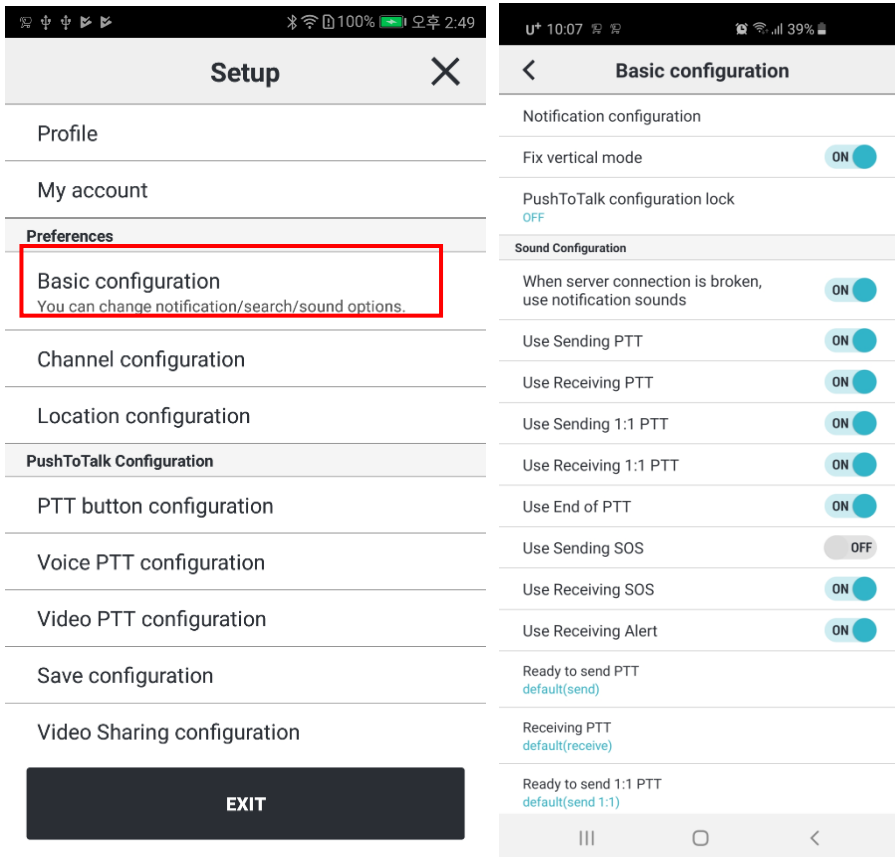 100% 오후 2:49
Setup
Profile
My account
Preferences
Basic configuration
You can change notification/search/sound options.
Channel configuration
Location configuration
PushToTalk Configuration
PTT button configuration
Voice PTT configuration
Video PTT configuration
Save configuration
Video Sharing configuration
EXIT
U+ 10:07 39%
Basic configuration
Notification configuration
Fix vertical mode ON
PushToTalk configuration lock
OFF
Sound Configuration
When server connection is broken,
use notification sounds ON
Use Sending PTT ON
Use Receiving PTT ON
Use Sending 1:1 PTT ON
Use Receiving 1:1 PTT ON
Use End of PTT ON
Use Sending SOS OFF
Use Receiving SOS ON
Use Receiving Alert ON
Ready to send PTT
default(send)
Receiving PTT
default(receive)
Ready to send 1:1 PTT
default(send 1:1)